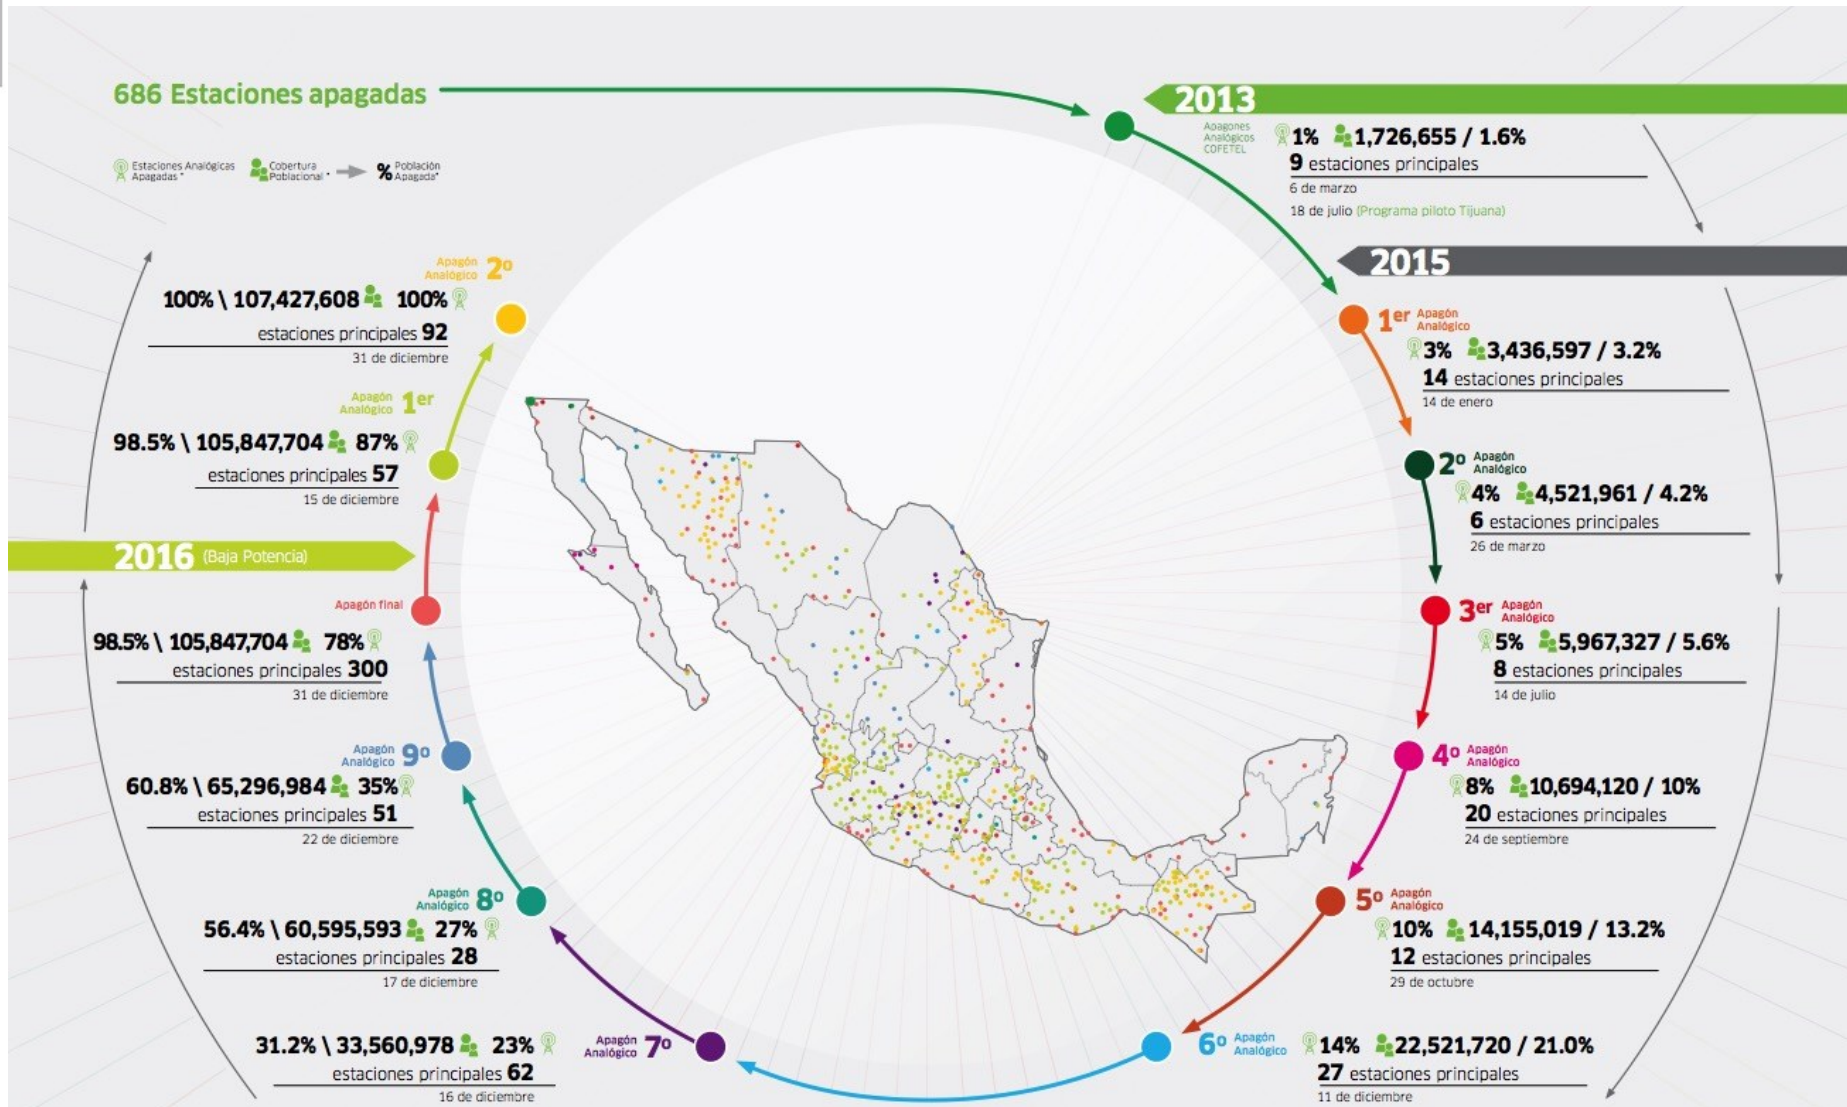 686 Estaciones apagadas
Estaciones Analógicas
Apagadas *
Cobertura
Poblacional *
% Población
Apagada*
2013
Apagones
Analógicos
COFETEL
1% 1,726,655 / 1.6%
9 estaciones principales
6 de marzo
18 de julio (Programa piloto Tijuana)
2015
1er Apagón
Analógico
3% 3,436,597 / 3.2%
14 estaciones principales
14 de enero
2º Apagón
Analógico
4% 4,521,961 / 4.2%
6 estaciones principales
26 de marzo
3er Apagón
Analógico
5% 5,967,327 / 5.6%
8 estaciones principales
14 de julio
4º Apagón
Analógico
8% 10,694,120 / 10%
20 estaciones principales
24 de septiembre
5º Apagón
Analógico
10% 14,155,019 / 13.2%
12 estaciones principales
29 de octubre
6º Apagón
Analógico
14% 22,521,720 / 21.0%
27 estaciones principales
11 de diciembre
Apagón
Analógico 7º
31.2% \ 33,560,978 23%
estaciones principales 62
16 de diciembre
Apagón
Analógico 8º
56.4% \ 60,595,593 27%
estaciones principales 28
17 de diciembre
Apagón
Analógico 9º
60.8% \ 65,296,984 35%
estaciones principales 51
22 de diciembre
Apagón final
98.5% \ 105,847,704 78%
estaciones principales 300
31 de diciembre
2016 (Baja Potencia)
Apagón
Analógico 1er
98.5% \ 105,847,704 87%
estaciones principales 57
15 de diciembre
Apagón
Analógico 2º
100% \ 107,427,608 100%
estaciones principales 92
31 de diciembre